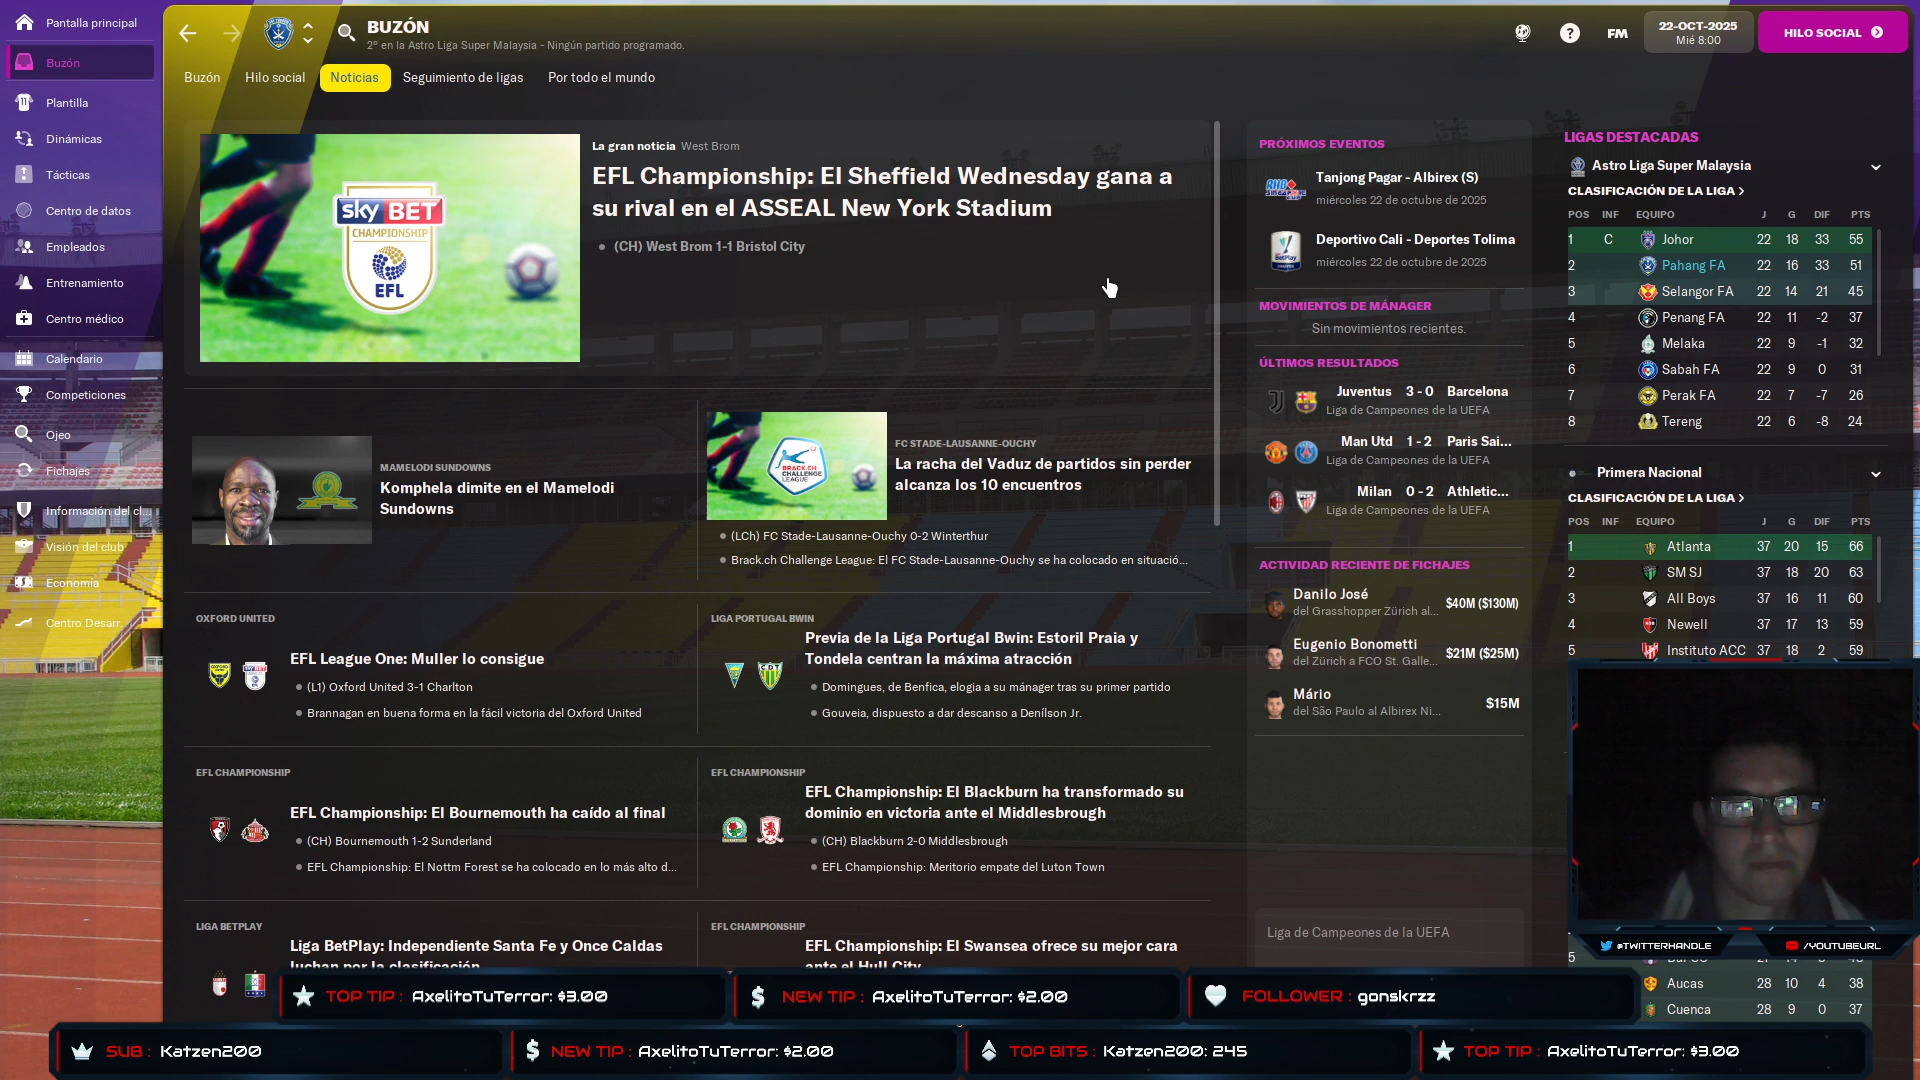 Pantalla principal
Buzón
Plantilla
Dinámicas
Tácticas
Centro de datos
Empleados
Entrenamiento
Centro médico
Calendario
Competiciones
Ojeo
Fichajes
Información del cl...
Visión del club
Economía
Centro Desarr.
BUZÓN
2º en la Astro Liga Super Malaysia - Ningún partido programado.
FM
22-OCT-2025
Mié 8:00
HILO SOCIAL
Buzón
Hilo social
Noticias
Seguimiento de ligas
Por todo el mundo
sky BET
CHAMPIONSHIP
EFL
La gran noticia West Brom
EFL Championship: El Sheffield Wednesday gana a
su rival en el ASSEAL New York Stadium
(CH) West Brom 1-1 Bristol City
MAMELODI SUNDOWNS
Komphela dimite en el Mamelodi
Sundowns
BRACK.CH
CHALLENGE
LEAGUE
FC STADE-LAUSANNE-OUCHY
La racha del Vaduz de partidos sin perder
alcanza los 10 encuentros
(LCh) FC Stade-Lausanne-Ouchy 0-2 Winterthur
Brack.ch Challenge League: El FC Stade-Lausanne-Ouchy se ha colocado en situació...
OXFORD UNITED
EFL League One: Muller lo consigue
(L1) Oxford United 3-1 Charlton
Brannagan en buena forma en la fácil victoria del Oxford United
LIGA PORTUGAL BWIN
Previa de la Liga Portugal Bwin: Estoril Praia y
Tondela centran la máxima atracción
Domingues, de Benfica, elogia a su mánager tras su primer partido
Gouveia, dispuesto a dar descanso a Denílson Jr.
EFL CHAMPIONSHIP
EFL Championship: El Bournemouth ha caído al final
(CH) Bournemouth 1-2 Sunderland
EFL Championship: El Nottm Forest se ha colocado en lo más alto d...
EFL CHAMPIONSHIP
EFL Championship: El Blackburn ha transformado su
dominio en victoria ante el Middlesbrough
(CH) Blackburn 2-0 Middlesbrough
EFL Championship: Meritorio empate del Luton Town
LIGA BETPLAY
Liga BetPlay: Independiente Santa Fe y Once Caldas
luchan por la clasificación
EFL CHAMPIONSHIP
EFL Championship: El Swansea ofrece su mejor cara
ante el Hull City
PRÓXIMOS EVENTOS
Tanjong Pagar - Albirex (S)
miércoles 22 de octubre de 2025
Deportivo Cali - Deportes Tolima
miércoles 22 de octubre de 2025
MOVIMIENTOS DE MÁNAGER
Sin movimientos recientes.
ÚLTIMOS RESULTADOS
Juventus 3 - 0 Barcelona
Liga de Campeones de la UEFA
Man Utd 1 - 2 Paris Sai...
Liga de Campeones de la UEFA
Milan 0 - 2 Athletic...
Liga de Campeones de la UEFA
ACTIVIDAD RECIENTE DE FICHAJES
Danilo José
del Grasshopper Zürich al... $40M ($130M)
Eugenio Bonometti
del Zürich a FCO St. Galle... $21M ($25M)
Mário
del São Paulo al Albirex Ni... $15M
Liga de Campeones de la UEFA
LIGAS DESTACADAS
Astro Liga Super Malaysia
CLASIFICACIÓN DE LA LIGA
POS INF EQUIPO J G DIF PTS
1 C Johor 22 18 33 55
2 Pahang FA 22 16 33 51
3 Selangor FA 22 14 21 45
4 Penang FA 22 11 -2 37
5 Melaka 22 9 -1 32
6 Sabah FA 22 9 0 31
7 Perak FA 22 7 -7 26
8 Tereng 22 6 -8 24
Primera Nacional
CLASIFICACIÓN DE LA LIGA
POS INF EQUIPO J G DIF PTS
1 Atlanta 37 20 15 66
2 SM SJ 37 18 20 63
3 All Boys 37 16 11 60
4 Newell 37 17 13 59
5 Instituto ACC 37 18 2 59
@TWITTERHANDLE
/YOUTUBEURL
5
Aucas 28 10 4 38
Cuenca 28 9 0 37
TOP TIP : AxelitoTuTerror: $3.00
NEW TIP : AxelitoTuTerror: $2.00
FOLLOWER : gonskrzz
SUB : Katzen200
NEW TIP : AxelitoTuTerror: $2.00
TOP BITS : Katzen200: 245
TOP TIP : AxelitoTuTerror: $3.00